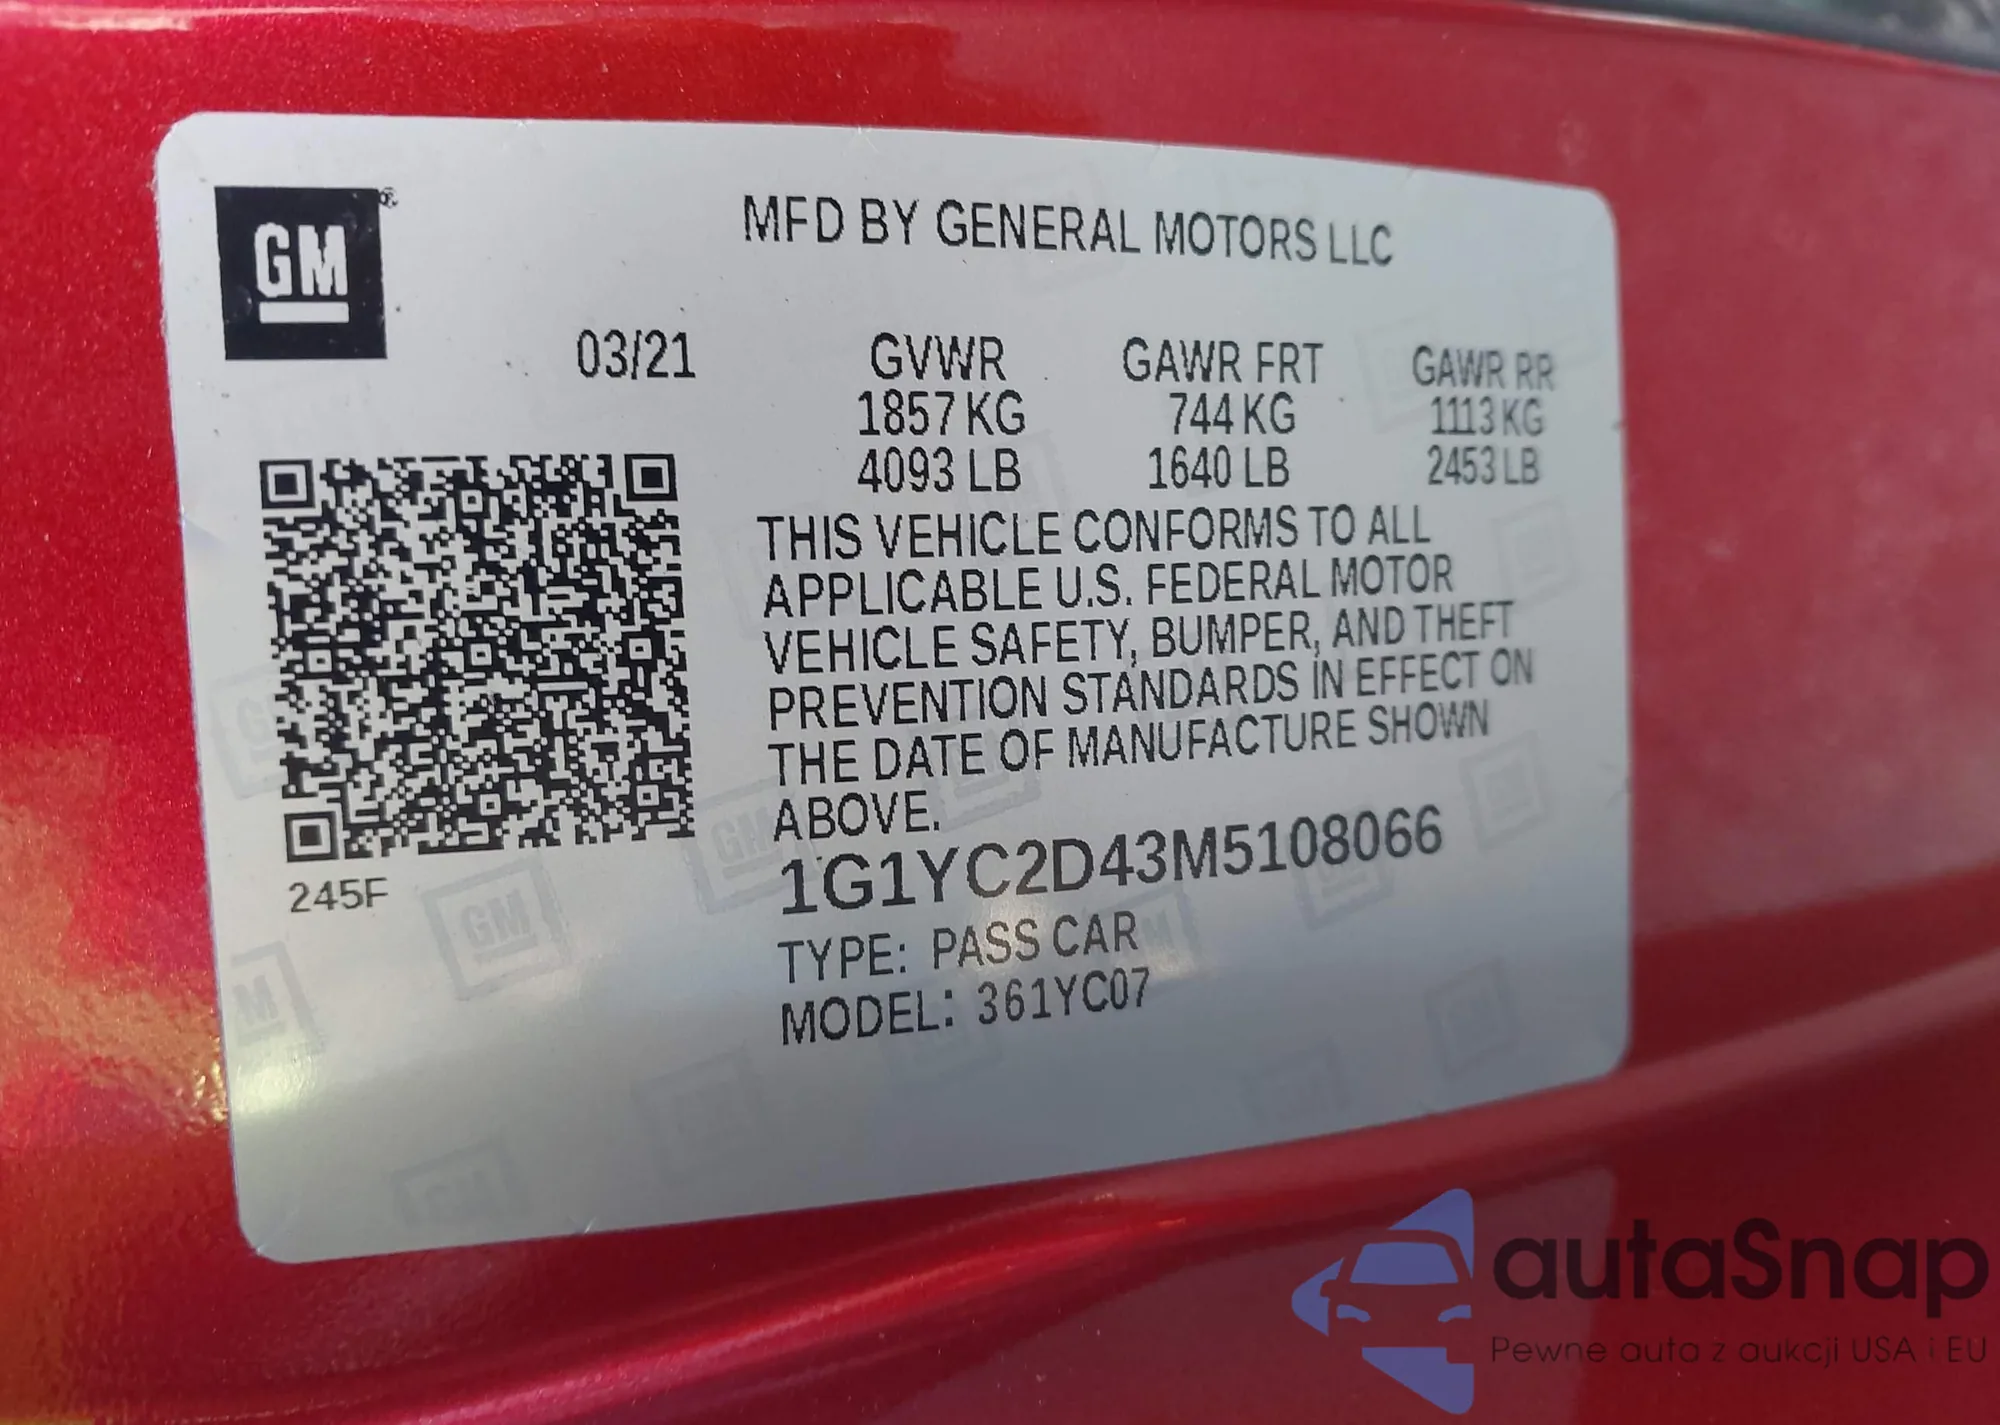 GM®
MFD BY GENERAL MOTORS LLC
03/21
GVWR GAWR FRT GAWR RR
1857 KG 744 KG 1113 KG
4093 LB 1640 LB 2453 LB
THIS VEHICLE CONFORMS TO ALL
APPLICABLE U.S. FEDERAL MOTOR
VEHICLE SAFETY, BUMPER, AND THEFT
PREVENTION STANDARDS IN EFFECT ON
THE DATE OF MANUFACTURE SHOWN
ABOVE.
1G1YC2D43M5108066
245F
TYPE: PASS CAR
MODEL: 361YC07
autaSnap
Pewne auta z aukcji USA i EU